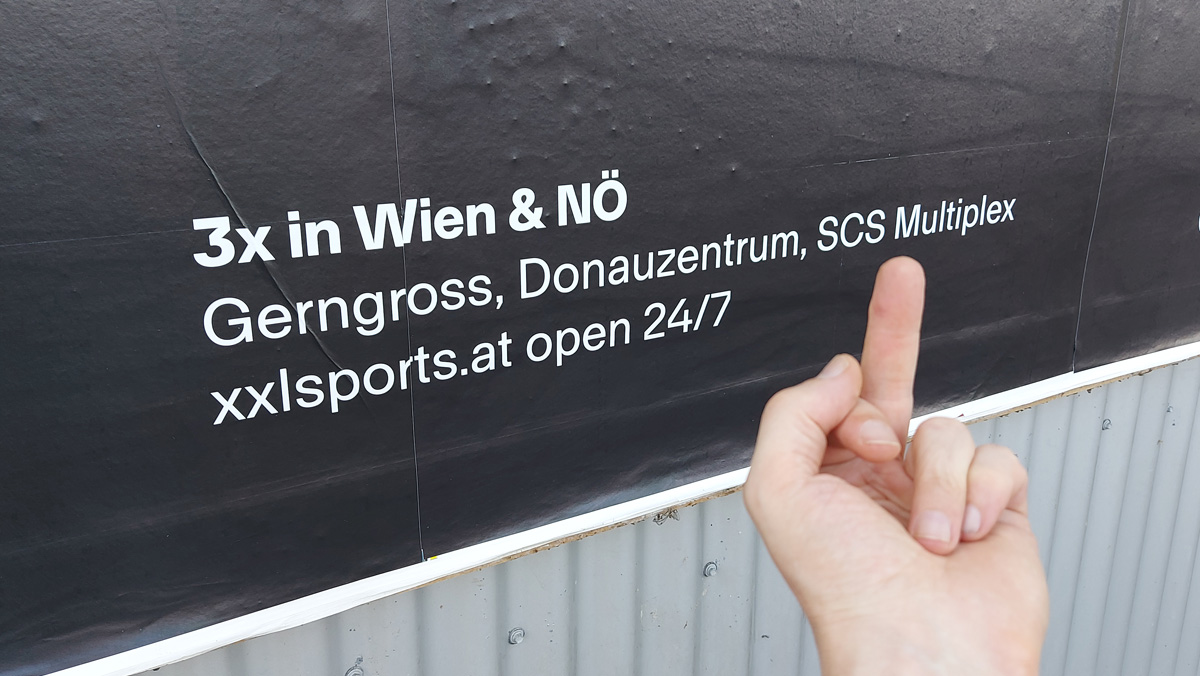 3x in Wien & NÖ
Gerngross, Donauzentrum, SCS Multiplex
xxlsports.at open 24/7